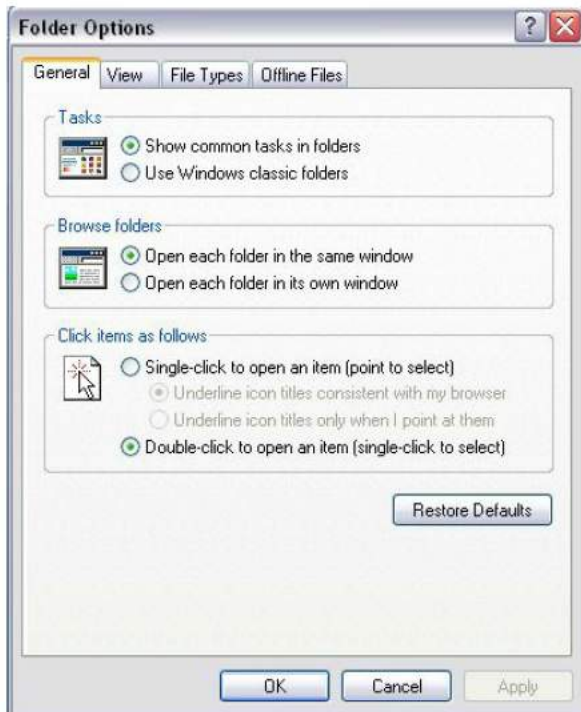 Folder Options
General View File Types Offline Files
Tasks
Show common tasks in folders
Use Windows classic folders
Browse folders
Open each folder in the same window
Open each folder in its own window
Click items as follows
Single-click to open an item (point to select)
Underline icon titles consistent with my browser
Underline icon titles only when I point at them
Double-click to open an item (single-click to select)
Restore Defaults
OK Cancel Apply